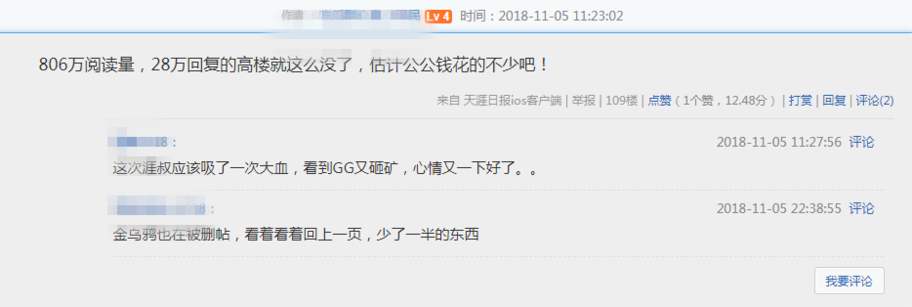 Lv 4 时间：2018-11-05 11:23:02
806万阅读量，28万回复的高楼就这么没了，估计公公钱花的不少吧！
来自 天涯日报ios客户端 | 举报 | 109楼 | 点赞（1个赞，12.48分） | 打赏 | 回复 | 评论(2)
2018-11-05 11:27:56 评论
这次涯叔应该吸了一次大血，看到GG又砸矿，心情又一下好了。。
2018-11-05 22:38:55 评论
金乌鸦也在被删帖，看着看着回上一页，少了一半的东西
我要评论